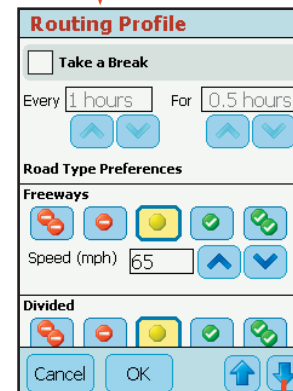 Routing Profile
Take a Break
Every 1 hours For 0.5 hours
Road Type Preferences
Freeways
Speed (mph) 65
Divided
Cancel OK